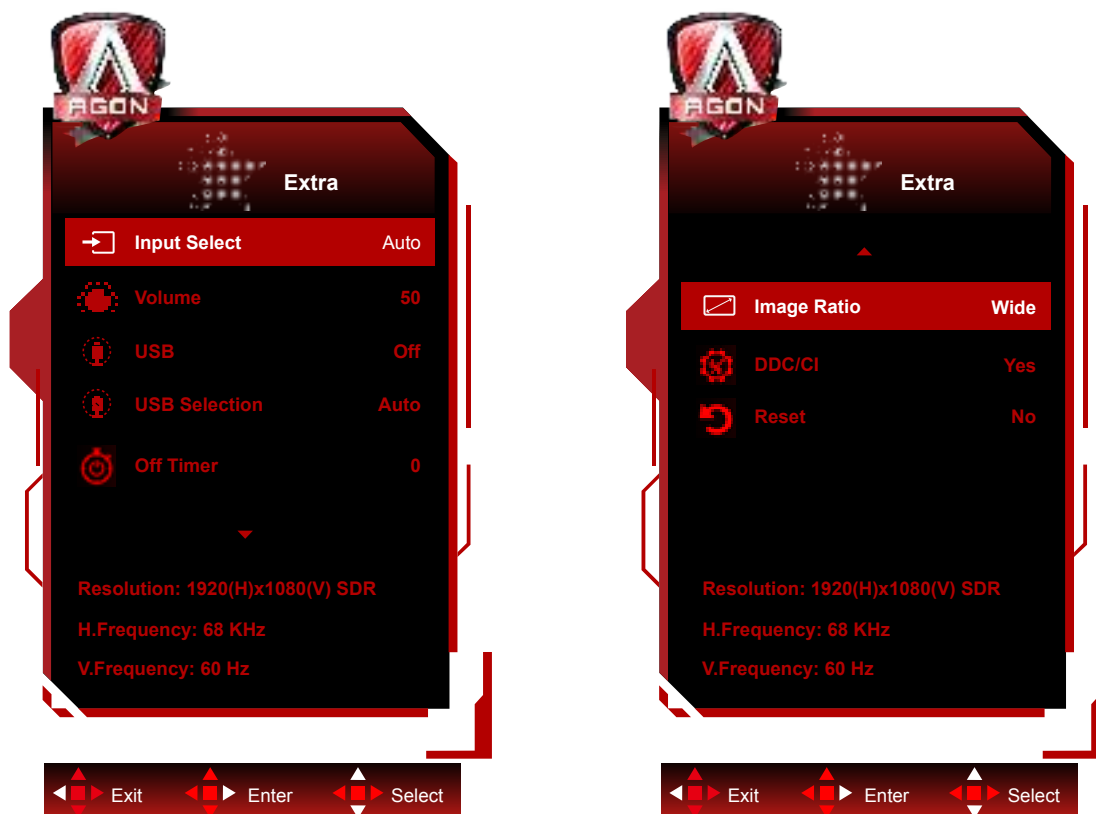 AGON
Extra
Input Select Auto
Volume 50
USB Off
USB Selection Auto
Off Timer 0
Resolution: 1920(H)x1080(V) SDR
H.Frequency: 68 KHz
V.Frequency: 60 Hz
Exit Enter Select
AGON
Extra
Image Ratio Wide
DDC/CI Yes
Reset No
Resolution: 1920(H)x1080(V) SDR
H.Frequency: 68 KHz
V.Frequency: 60 Hz
Exit Enter Select